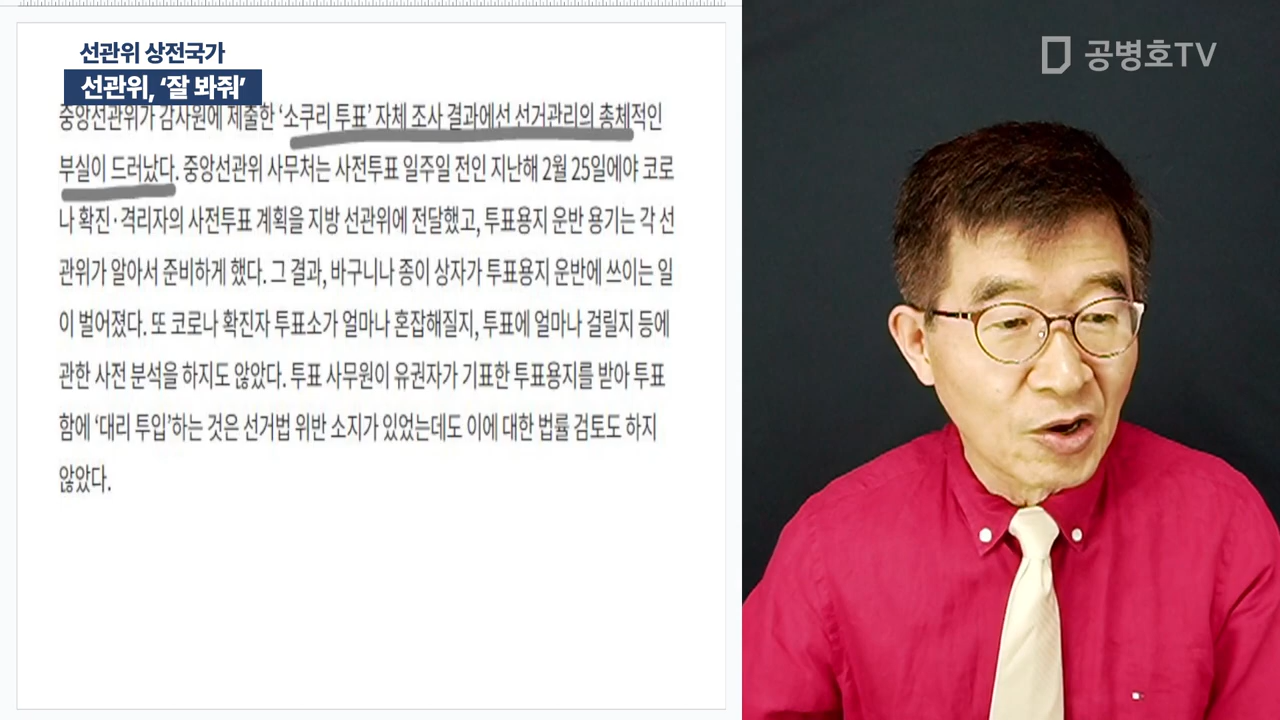 선관위 상전국가
선관위, ‘잘 봐줘’
공병호TV
중앙선관위가 감사원에 제출한 ‘소쿠리 투표’ 자체 조사 결과에선 선거관리의 총체적인
부실이 드러났다. 중앙선관위 사무처는 사전투표 일주일 전인 지난해 2월 25일에야 코로
나 확진·격리자의 사전투표 계획을 지방 선관위에 전달했고, 투표용지 운반 용기는 각 선
관위가 알아서 준비하게 했다. 그 결과, 바구니나 종이 상자가 투표용지 운반에 쓰이는 일
이 벌어졌다. 또 코로나 확진자 투표소가 얼마나 혼잡해질지, 투표에 얼마나 걸릴지 등에
관한 사전 분석을 하지도 않았다. 투표 사무원이 유권자가 기표한 투표용지를 받아 투표
함에 ‘대리 투입’하는 것은 선거법 위반 소지가 있었는데도 이에 대한 법률 검토도 하지
않았다.